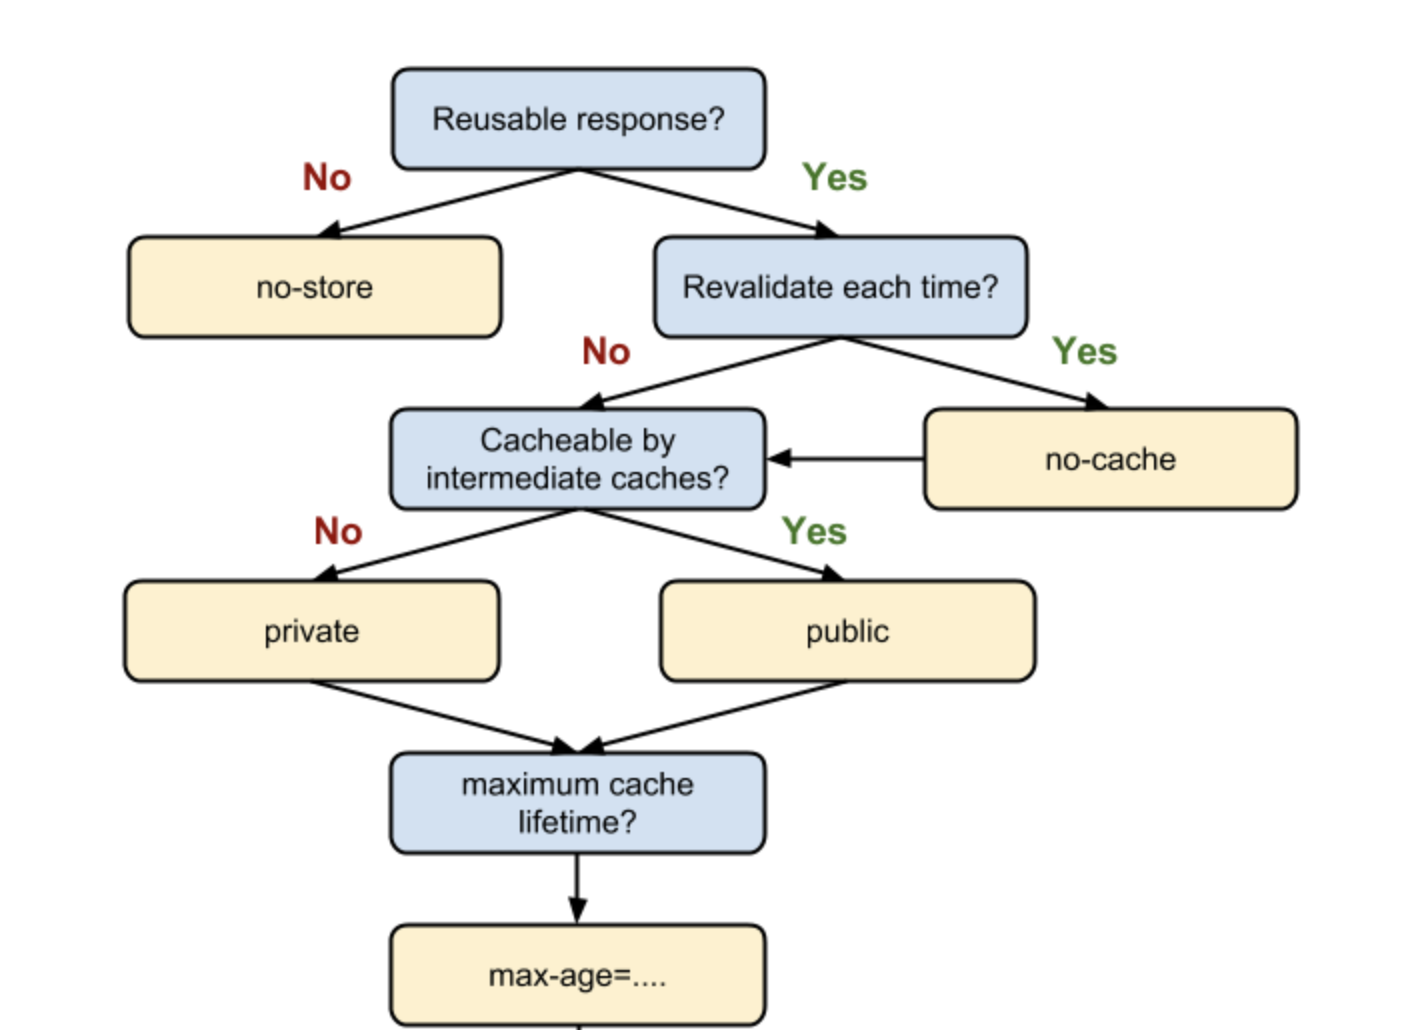 Reusable response?
No
Yes
no-store
Revalidate each time?
No
Yes
Cacheable by
intermediate caches?
no-cache
No
Yes
private
public
maximum cache
lifetime?
max-age=....